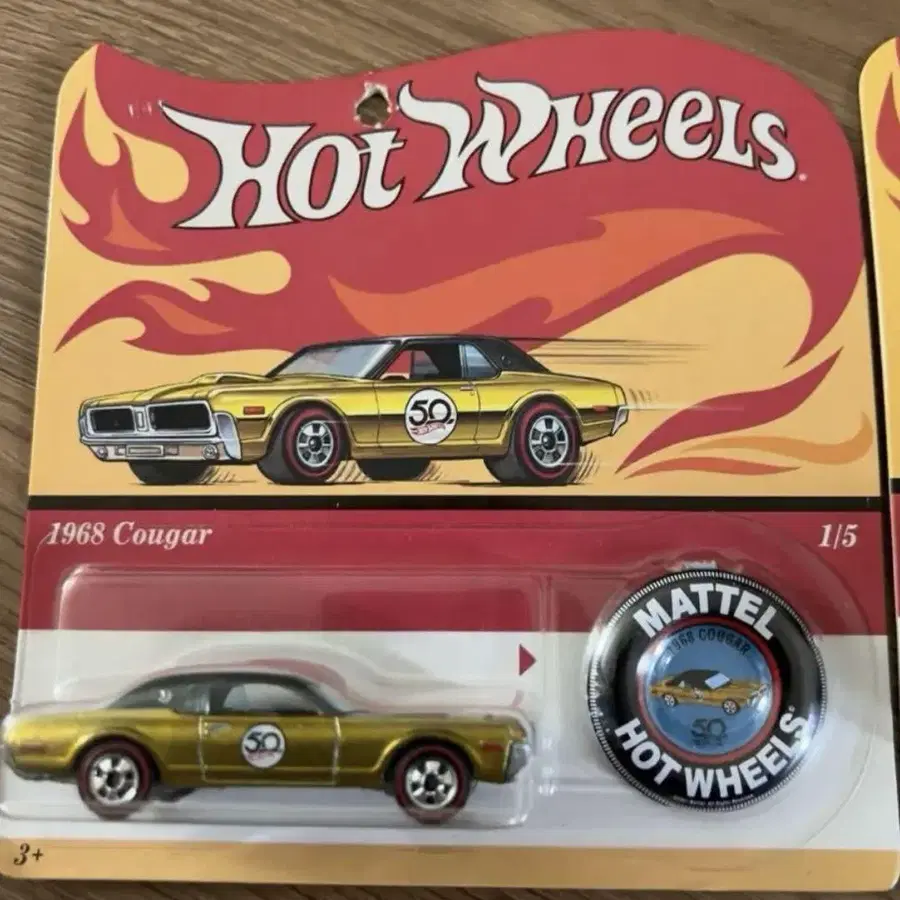 Hot Wheels
50
1968 Cougar
1/5
MATTEL
1968 COUGAR
50
HOT WHEELS
50
3+